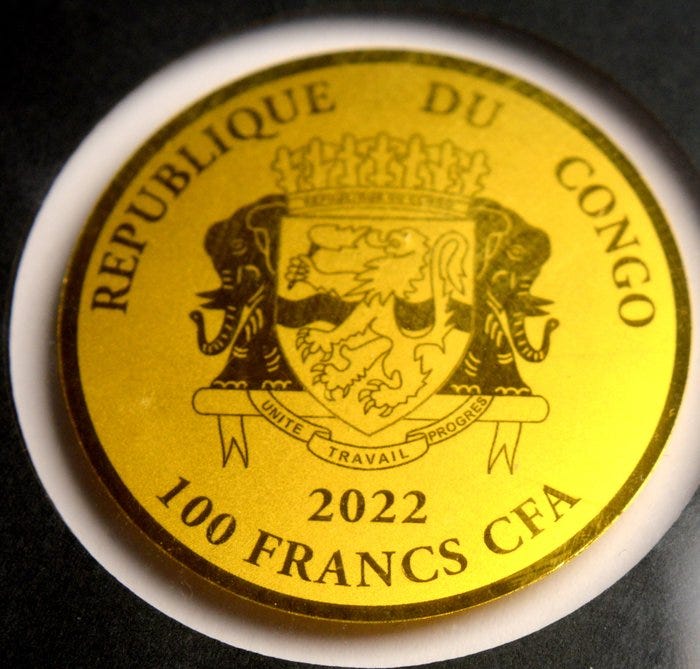 REPUBLIQUE DU CONGO
UNITE TRAVAIL PROGRES
2022
100 FRANCS CFA